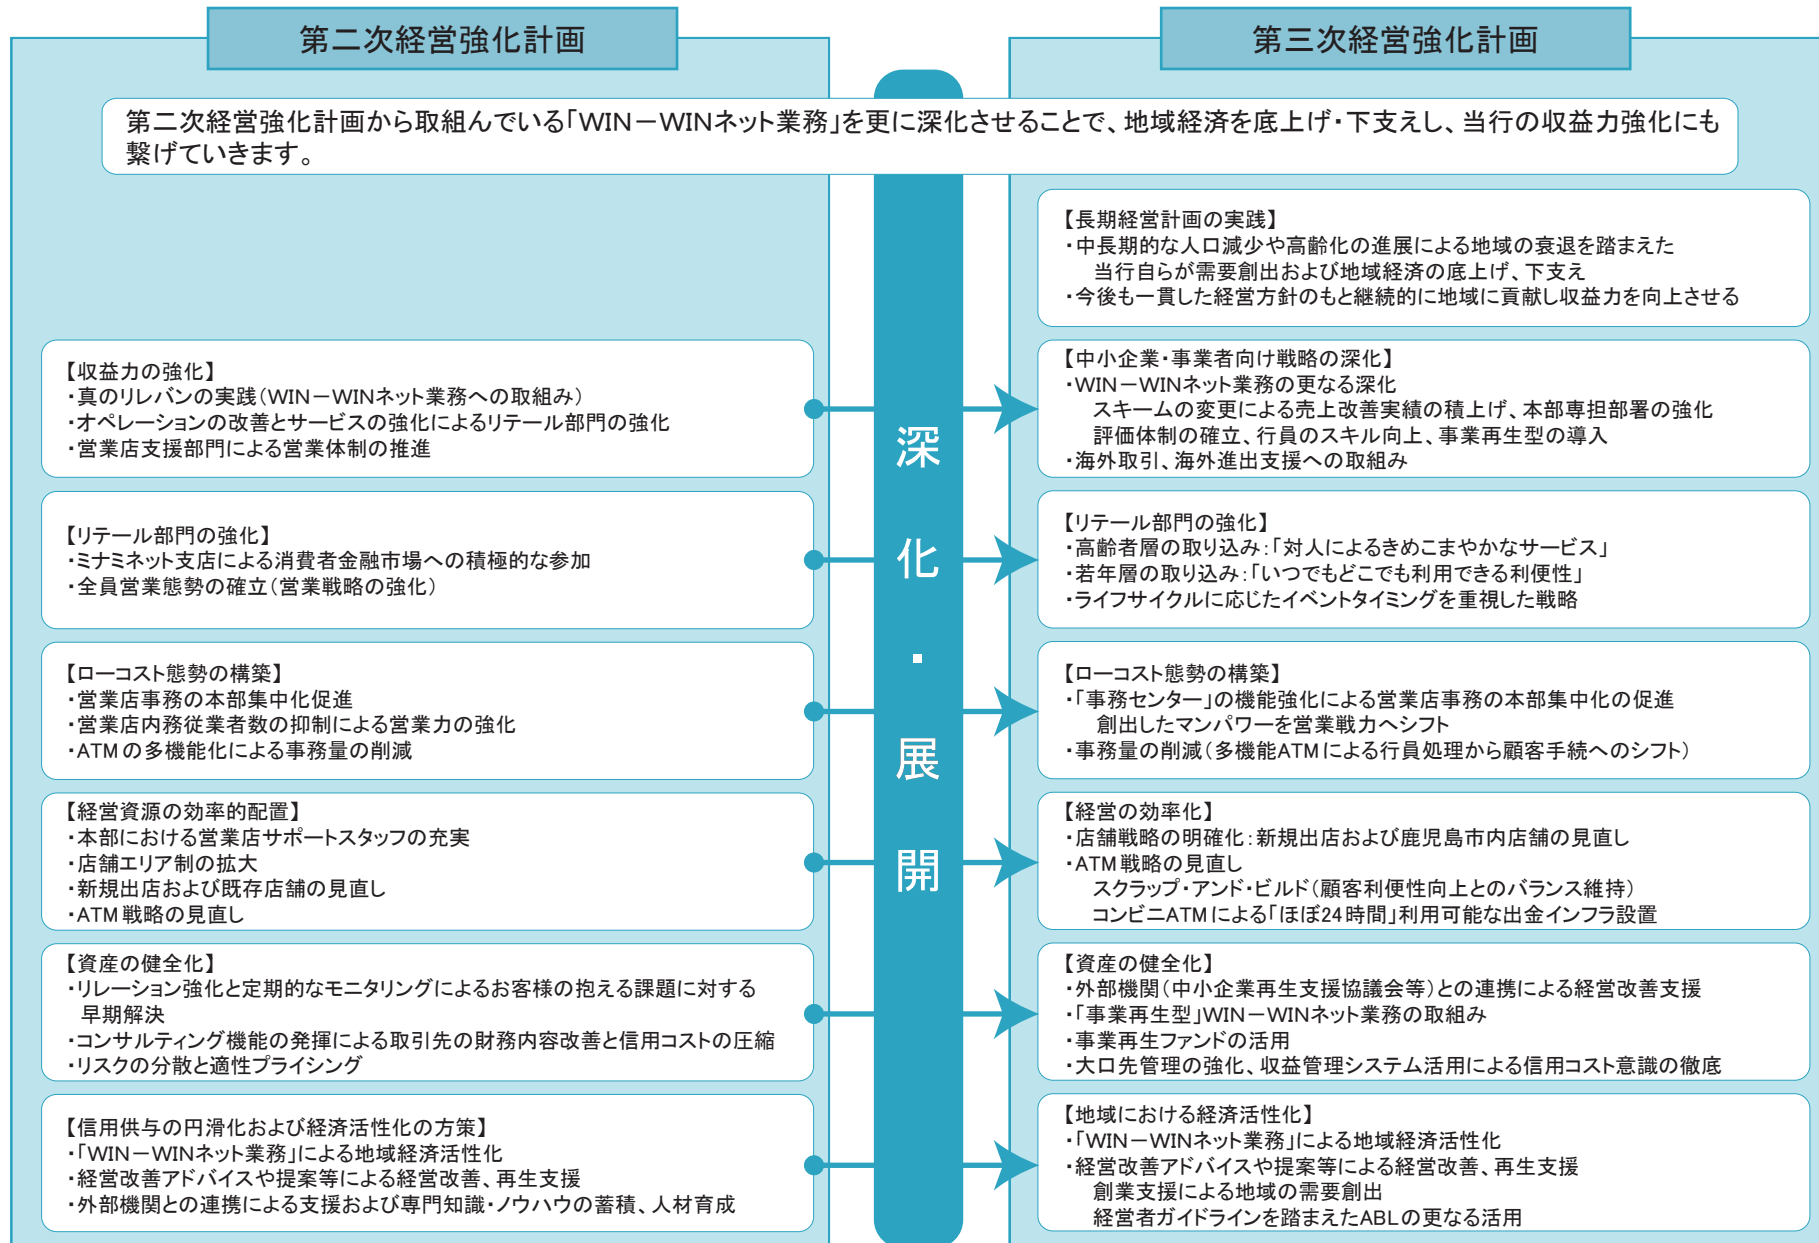 第二次経営強化計画
第三次経営強化計画
第二次経営強化計画から取組んでいる「WIN－WINネット業務」を更に深化させることで、地域経済を底上げ・下支えし、当行の収益力強化にも
繋げていきます。
【収益力の強化】
・真のリレバンの実践（WIN－WINネット業務への取組み）
・オペレーションの改善とサービスの強化によるリテール部門の強化
・営業店支援部門による営業体制の推進
【リテール部門の強化】
・ミナミネット支店による消費者金融市場への積極的な参加
・全員営業態勢の確立（営業戦略の強化）
【ローコスト態勢の構築】
・営業店事務の本部集中化促進
・営業店内務従業者数の抑制による営業力の強化
・ATMの多機能化による事務量の削減
【経営資源の効率的配置】
・本部における営業店サポートスタッフの充実
・店舗エリア制の拡大
・新規出店および既存店舗の見直し
・ATM戦略の見直し
【資産の健全化】
・リレーション強化と定期的なモニタリングによるお客様の抱える課題に対する
早期解決
・コンサルティング機能の発揮による取引先の財務内容改善と信用コストの圧縮
・リスクの分散と適性プライシング
【信用供与の円滑化および経済活性化の方策】
・「WIN－WINネット業務」による地域経済活性化
・経営改善アドバイスや提案等による経営改善、再生支援
・外部機関との連携による支援および専門知識・ノウハウの蓄積、人材育成
深化・展開
【長期経営計画の実践】
・中長期的な人口減少や高齢化の進展による地域の衰退を踏まえた
当行自らが需要創出および地域経済の底上げ、下支え
・今後も一貫した経営方針のもと継続的に地域に貢献し収益力を向上させる
【中小企業・事業者向け戦略の深化】
・WIN－WINネット業務の更なる深化
スキームの変更による売上改善実績の積上げ、本部専担部署の強化
評価体制の確立、行員のスキル向上、事業再生型の導入
・海外取引、海外進出支援への取組み
【リテール部門の強化】
・高齢者層の取り込み：「対人によるきめこまやかなサービス」
・若年層の取り込み：「いつでもどこでも利用できる利便性」
・ライフサイクルに応じたイベントタイミングを重視した戦略
【ローコスト態勢の構築】
・「事務センター」の機能強化による営業店事務の本部集中化の促進
創出したマンパワーを営業戦力へシフト
・事務量の削減（多機能ATMによる行員処理から顧客手続へのシフト）
【経営の効率化】
・店舗戦略の明確化：新規出店および鹿児島市内店舗の見直し
・ATM戦略の見直し
スクラップ・アンド・ビルド（顧客利便性向上とのバランス維持）
コンビニATMによる「ほぼ24時間」利用可能な出金インフラ設置
【資産の健全化】
・外部機関（中小企業再生支援協議会等）との連携による経営改善支援
・「事業再生型」WIN－WINネット業務の取組み
・事業再生ファンドの活用
・大口先管理の強化、収益管理システム活用による信用コスト意識の徹底
【地域における経済活性化】
・「WIN－WINネット業務」による地域経済活性化
・経営改善アドバイスや提案等による経営改善、再生支援
創業支援による地域の需要創出
経営者ガイドラインを踏まえたABLの更なる活用